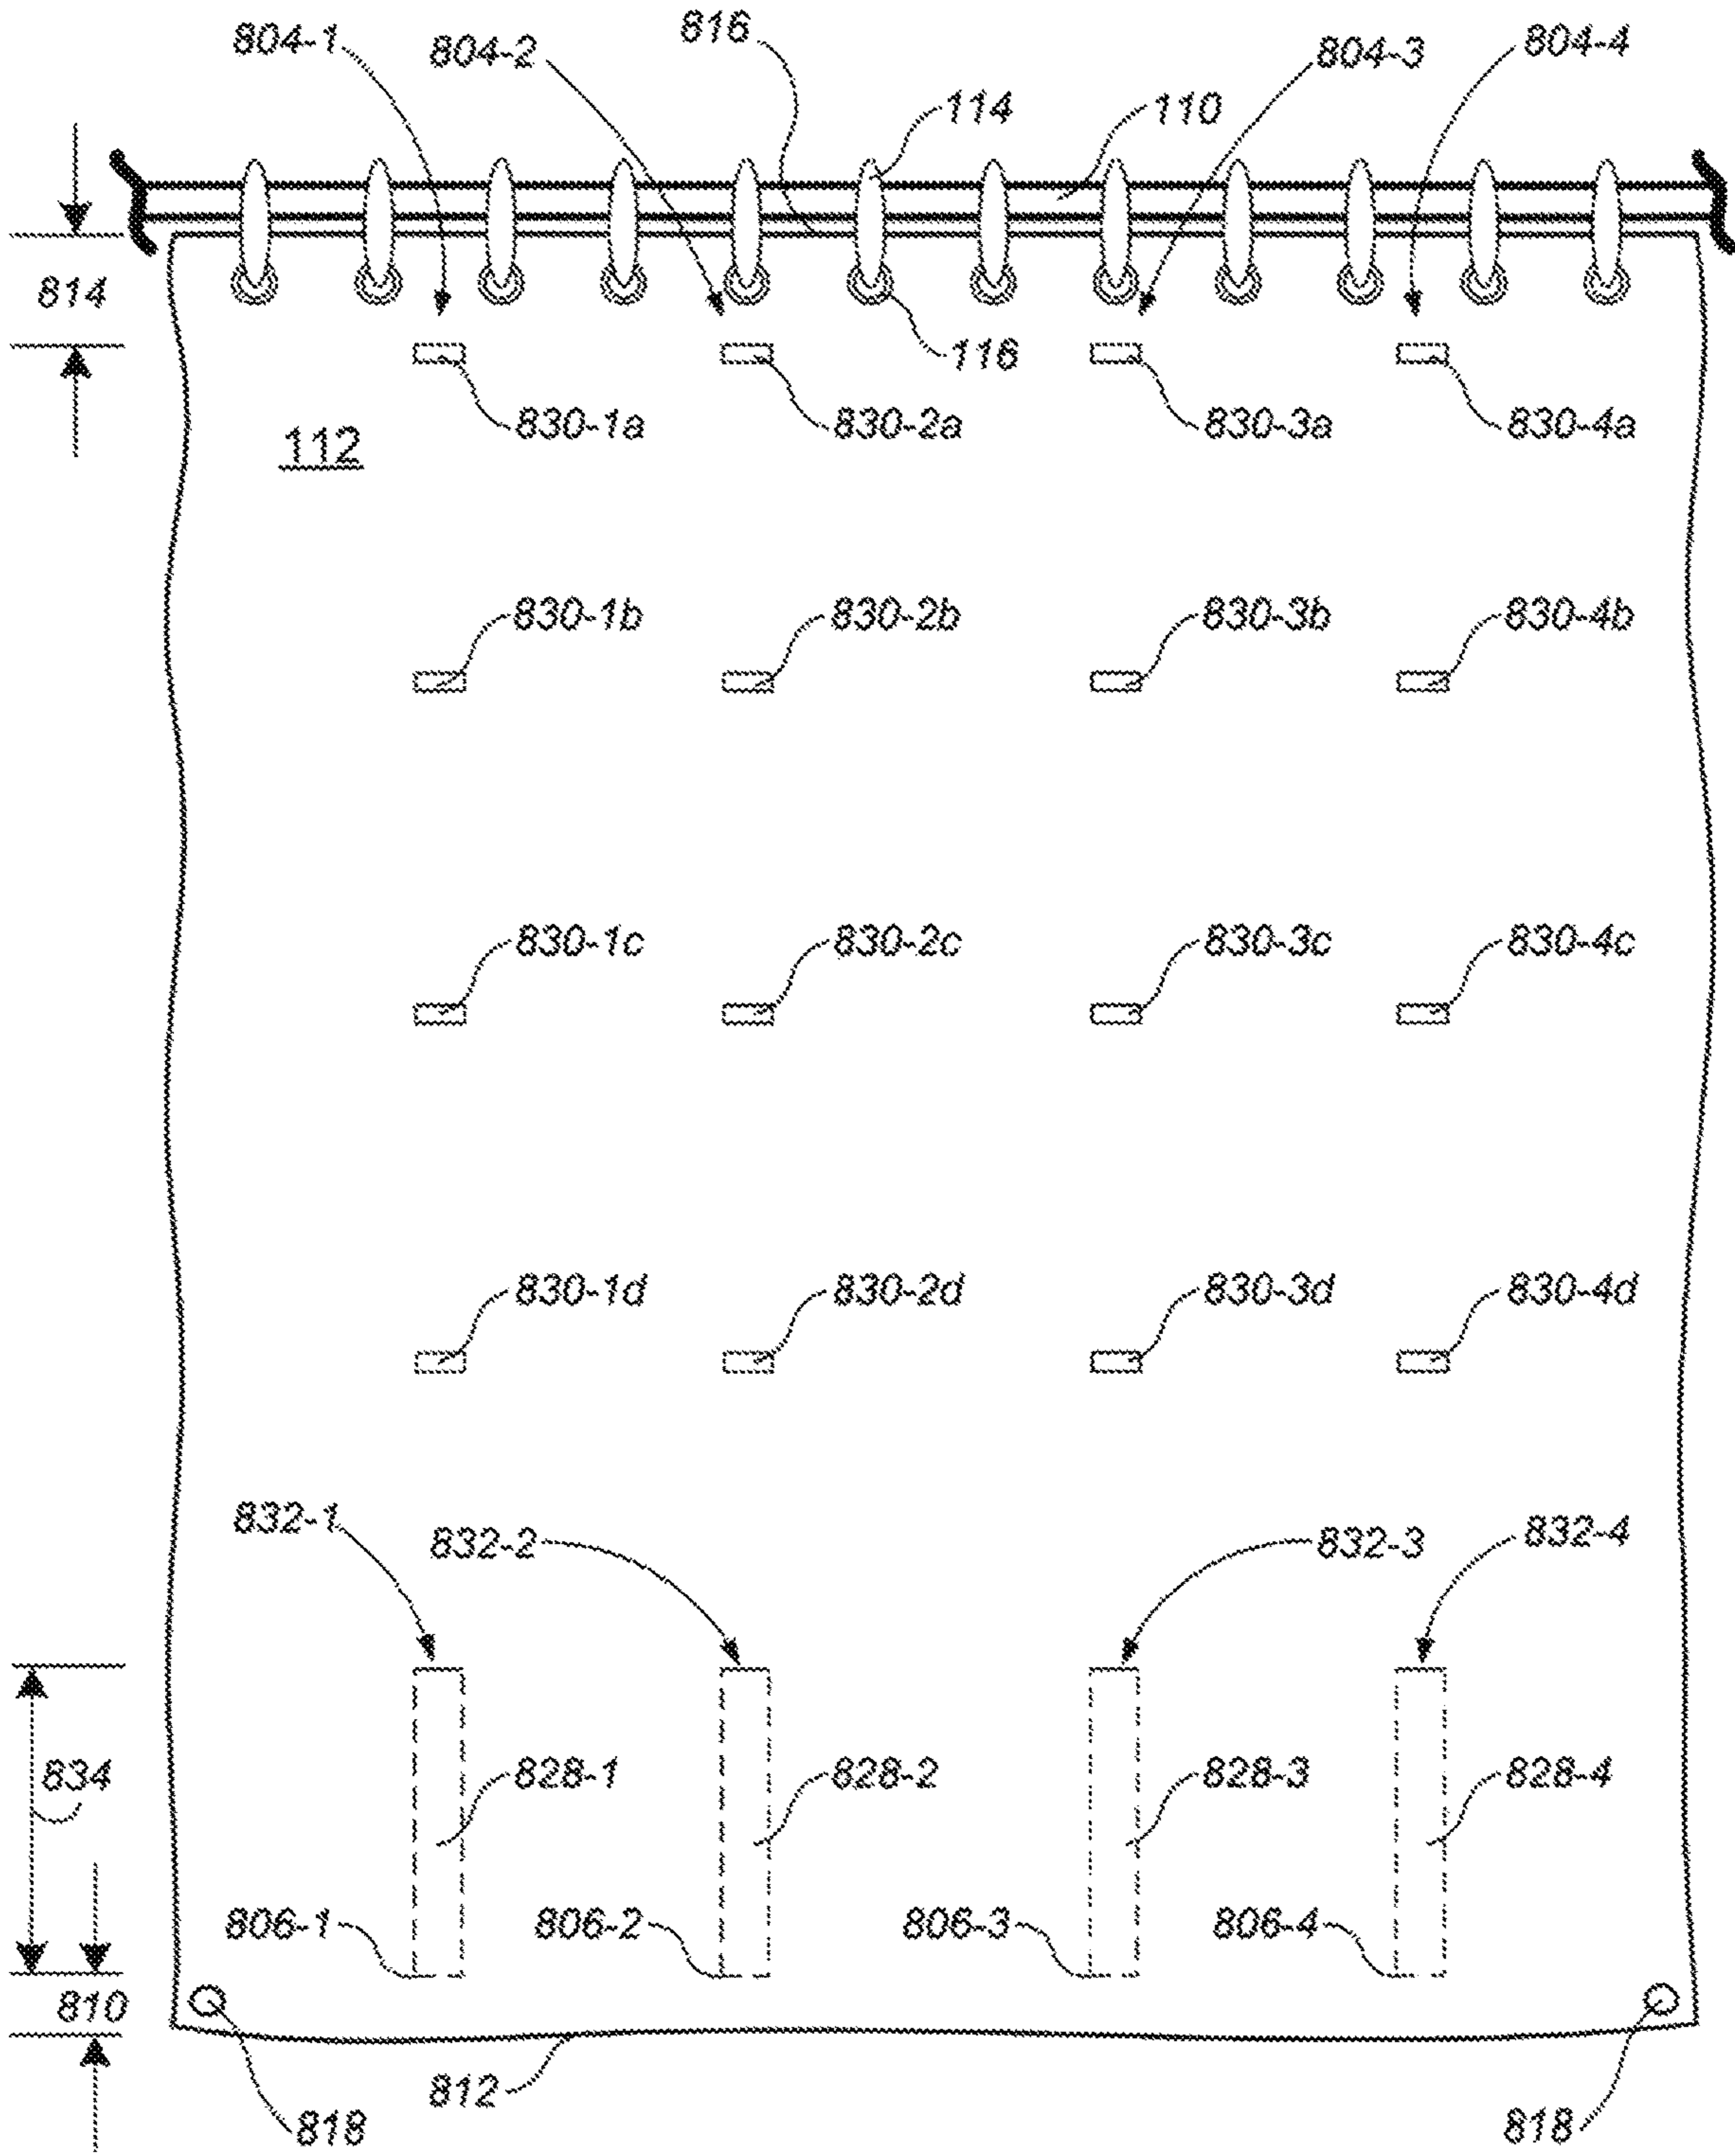 804-1 804-2 816 804-3 804-4
114 110
814
116
830-1a 830-2a 830-3a 830-4a
112
830-1b 830-2b 830-3b 830-4b
830-1c 830-2c 830-3c 830-4c
830-1d 830-2d 830-3d 830-4d
832-1 832-2 832-3 832-4
834 828-1 828-2 828-3 828-4
806-1 806-2 806-3 806-4
810
812
818 818